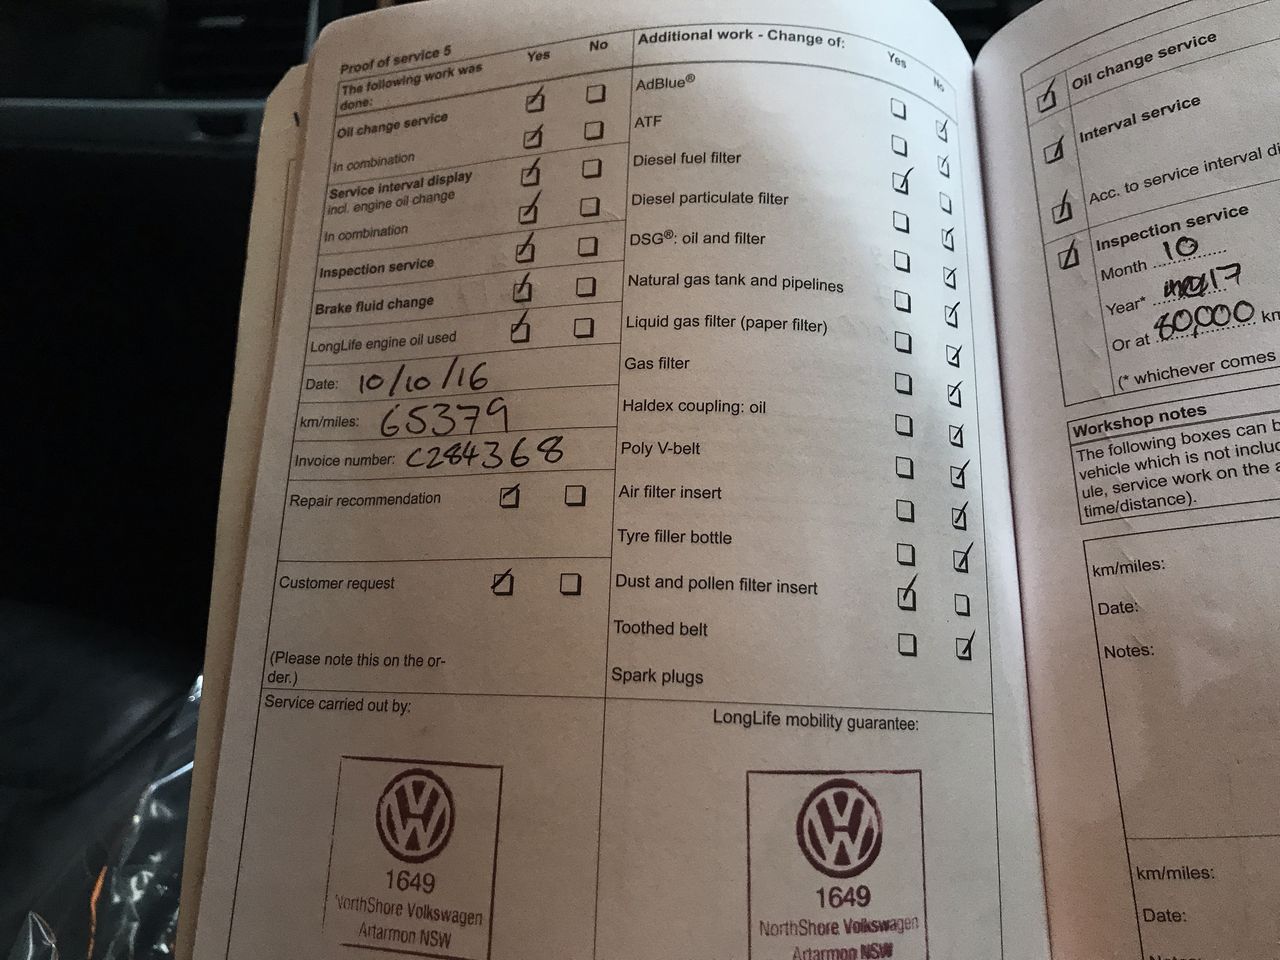 Proof of service 5
Yes
No
The following work was
done:
Oil change service
In combination
Service interval display
incl. engine oil change
In combination
Inspection service
Brake fluid change
LongLife engine oil used
Date: 10/10/16
km/miles: 65379
Invoice number: C284368
Repair recommendation
Customer request
(Please note this on the or-
der.)
Service carried out by:
1649
NorthShore Volkswagen
Artarmon NSW
Additional work - Change of:
Yes
No
AdBlue®
ATF
Diesel fuel filter
Diesel particulate filter
DSG®: oil and filter
Natural gas tank and pipelines
Liquid gas filter (paper filter)
Gas filter
Haldex coupling: oil
Poly V-belt
Air filter insert
Tyre filler bottle
Dust and pollen filter insert
Toothed belt
Spark plugs
LongLife mobility guarantee:
1649
NorthShore Volkswagen
Artarmon NSW
Oil change service
Interval service
Acc. to service interval di
Inspection service
Month 10
Year* 17
Or at 80,000 km
(* whichever comes
Workshop notes
The following boxes can b
vehicle which is not includ
ule, service work on the a
time/distance).
km/miles:
Date:
Notes:
km/miles:
Date: